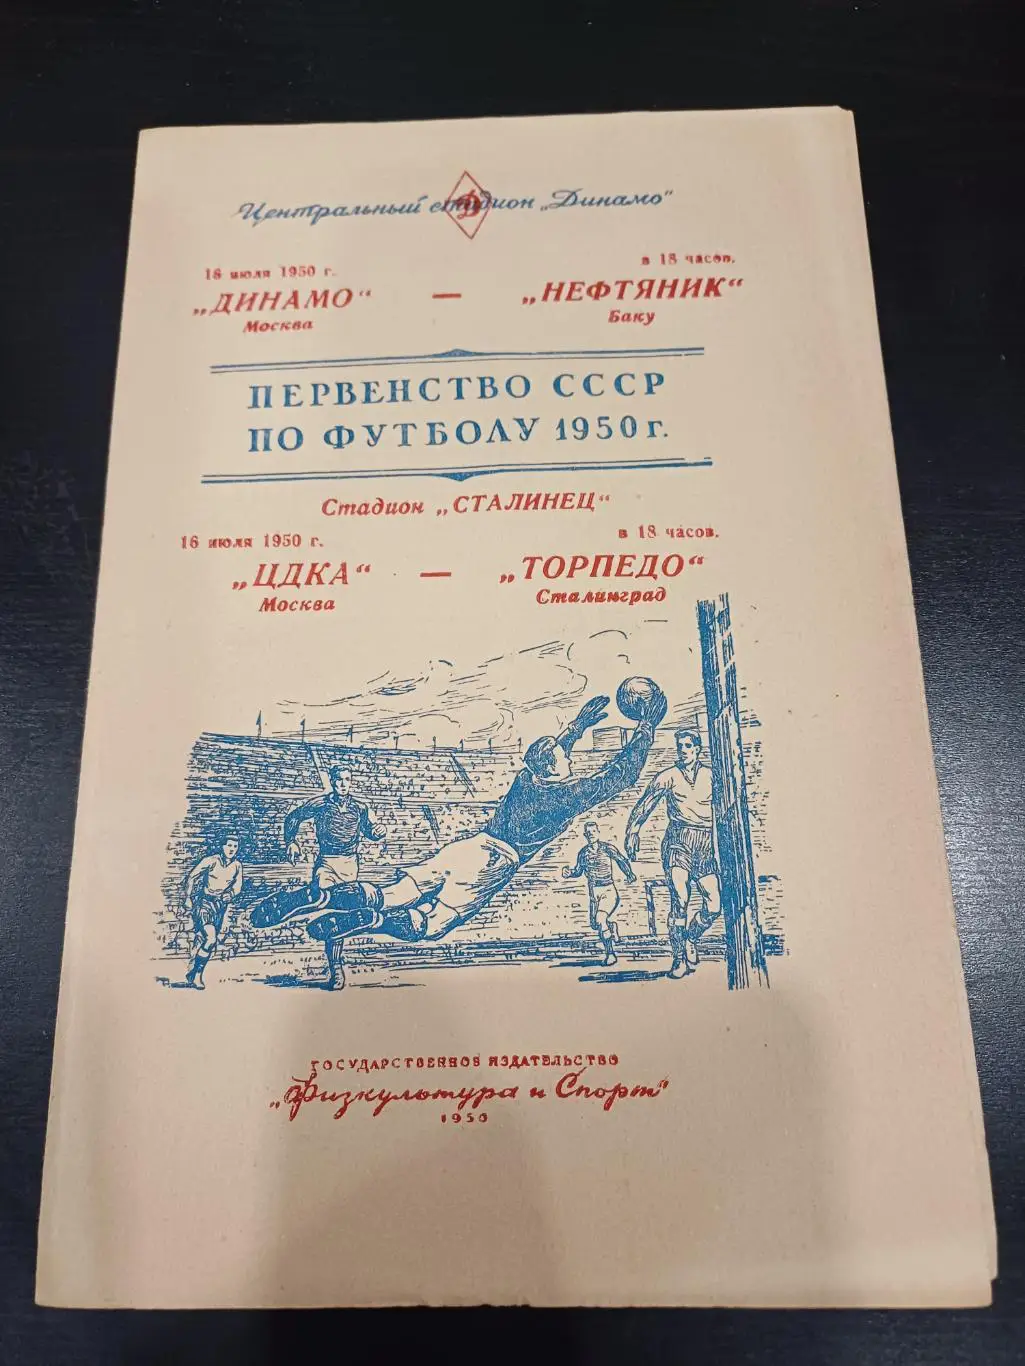 Центральный стадион „Динамо"
16 июля 1950 г. в 18 часов.
„ДИНАМО" — „НЕФТЯНИК"
Москва Баку
ПЕРВЕНСТВО СССР
ПО ФУТБОЛУ 1950 г.
Стадион „СТАЛИНЕЦ"
16 июля 1950 г. в 18 часов.
„ЦДКА" — „ТОРПЕДО"
Москва Сталинград
ГОСУДАРСТВЕННОЕ ИЗДАТЕЛЬСТВО
„Физкультура и Спорт"
1950